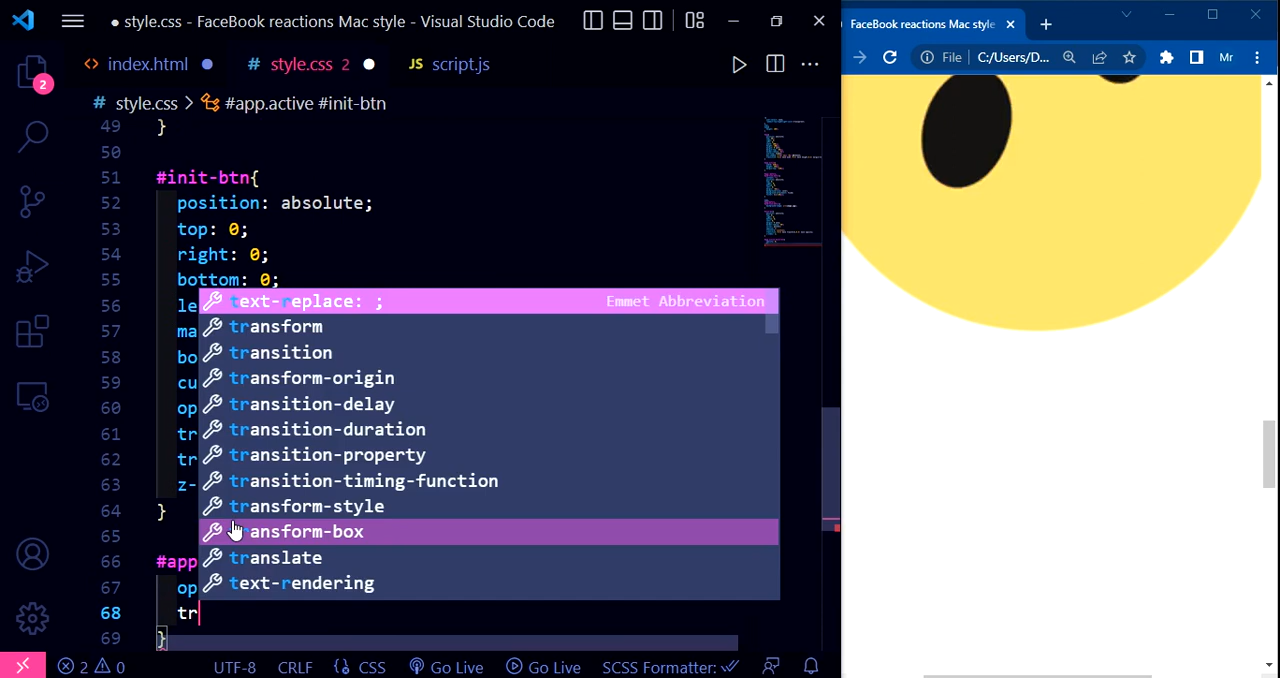 ● style.css - FaceBook reactions Mac style - Visual Studio Code
FaceBook reactions Mac style
<> index.html ●
# style.css 2 ●
JS script.js
File C:/Users/D... Mr
# style.css > #app.active #init-btn
49 }
50
51 #init-btn{
52 position: absolute;
53 top: 0;
54 right: 0;
55 bottom: 0;
56 le
57 ma
58 bo
59 cu
60 op
61 tr
62 tr
63 z-
64 }
65
66 #app
67 op
68 tr
69 }
text-replace: ; Emmet Abbreviation
transform
transition
transform-origin
transition-delay
transition-duration
transition-property
transition-timing-function
transform-style
transform-box
translate
text-rendering
2
2 0 UTF-8 CRLF {} CSS Go Live Go Live SCSS Formatter: